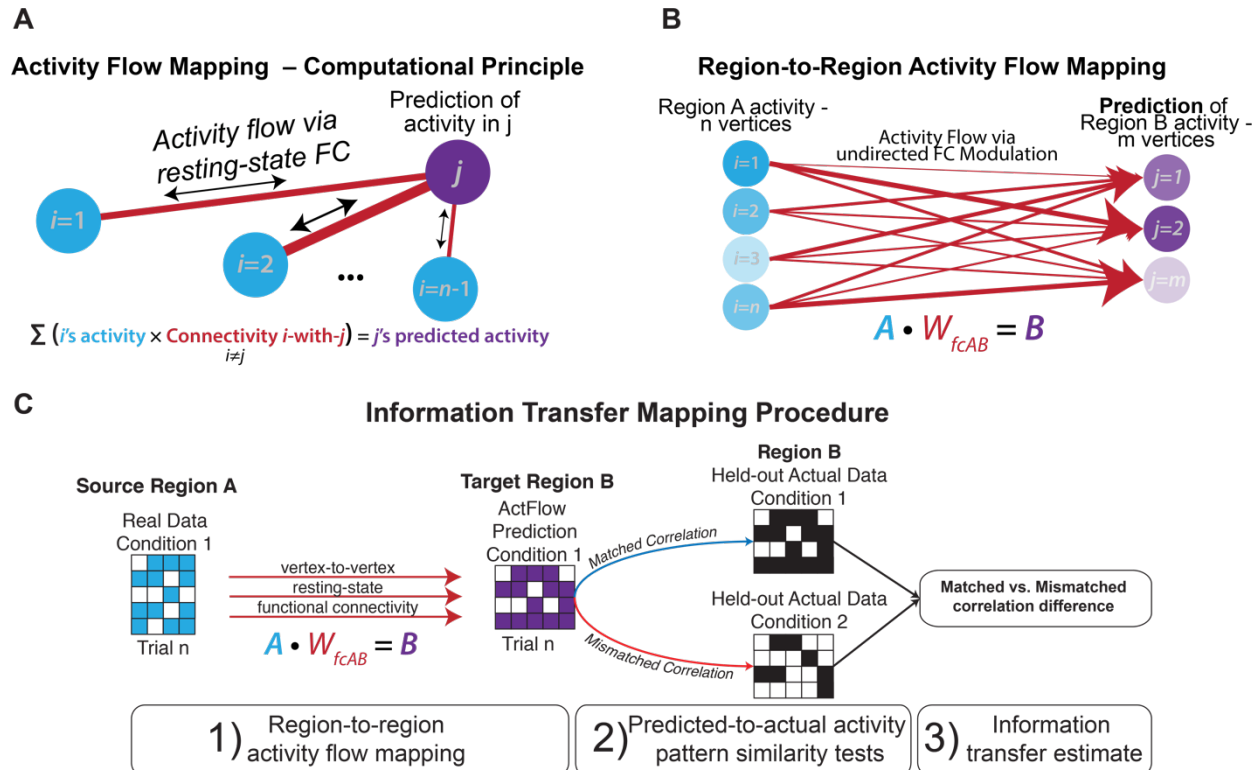 A
Activity Flow Mapping – Computational Principle
Activity flow via
resting-state FC
Prediction of
activity in j
i=1
i=2
...
i=n-1
j
∑ (i's activity × Connectivity i-with-j) = j's predicted activity
i≠j
B
Region-to-Region Activity Flow Mapping
Region A activity -
n vertices
Activity Flow via
undirected FC Modulation
Prediction of
Region B activity -
m vertices
i=1
i=2
i=3
i=n
j=1
j=2
j=m
A • WfcAB = B
C
Information Transfer Mapping Procedure
Source Region A
Real Data
Condition 1
Trial n
vertex-to-vertex
resting-state
functional connectivity
A • WfcAB = B
Target Region B
ActFlow
Prediction
Condition 1
Trial n
Matched Correlation
Mismatched Correlation
Region B
Held-out Actual Data
Condition 1
Held-out Actual Data
Condition 2
Matched vs. Mismatched
correlation difference
1) Region-to-region
activity flow mapping
2) Predicted-to-actual activity
pattern similarity tests
3) Information
transfer estimate